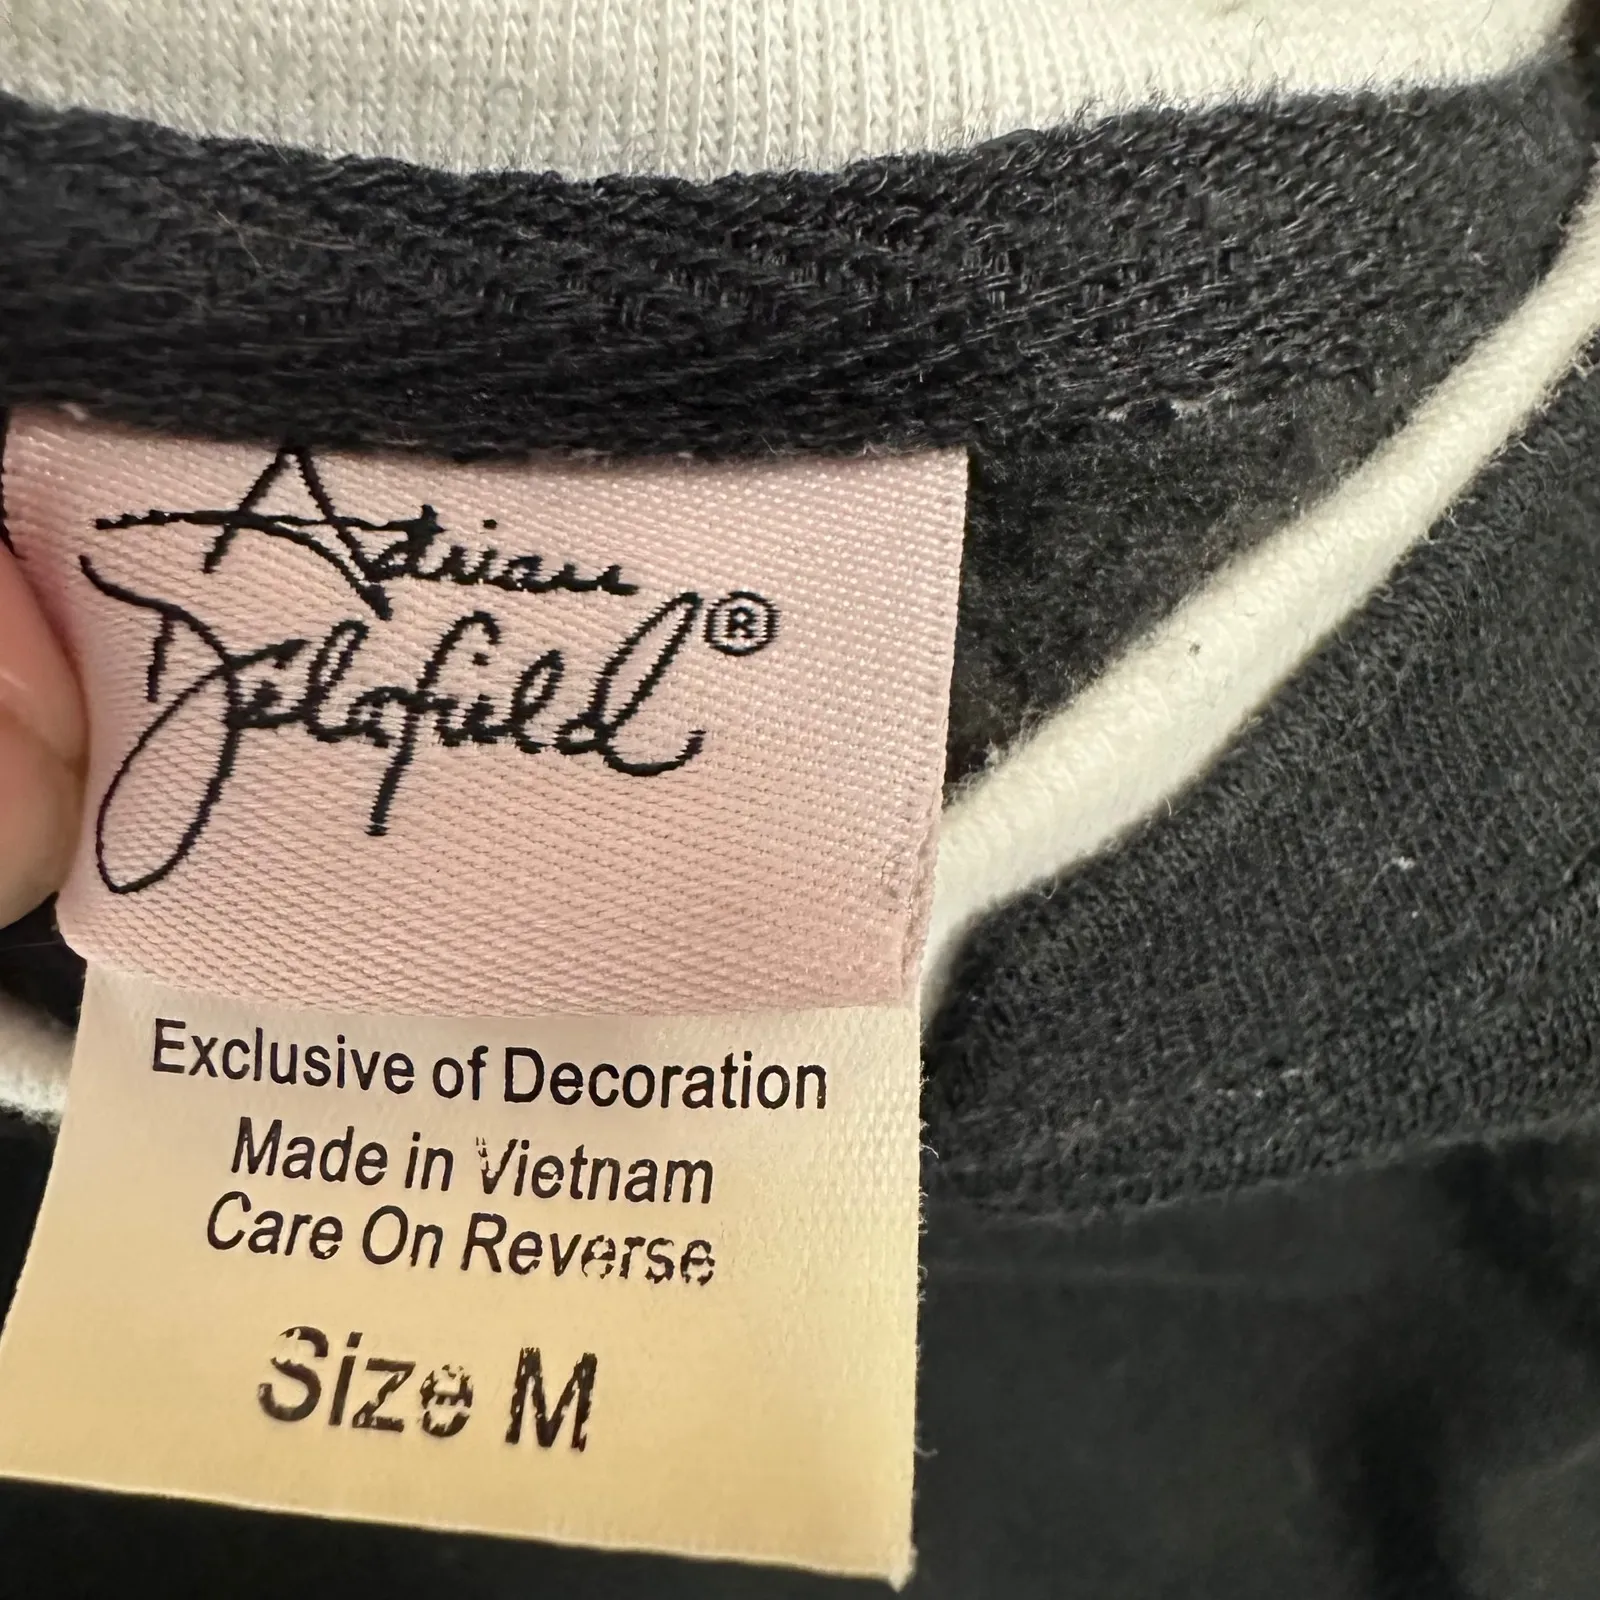 Adrian
Delafield®
Exclusive of Decoration
Made in Vietnam
Care On Reverse
Size M